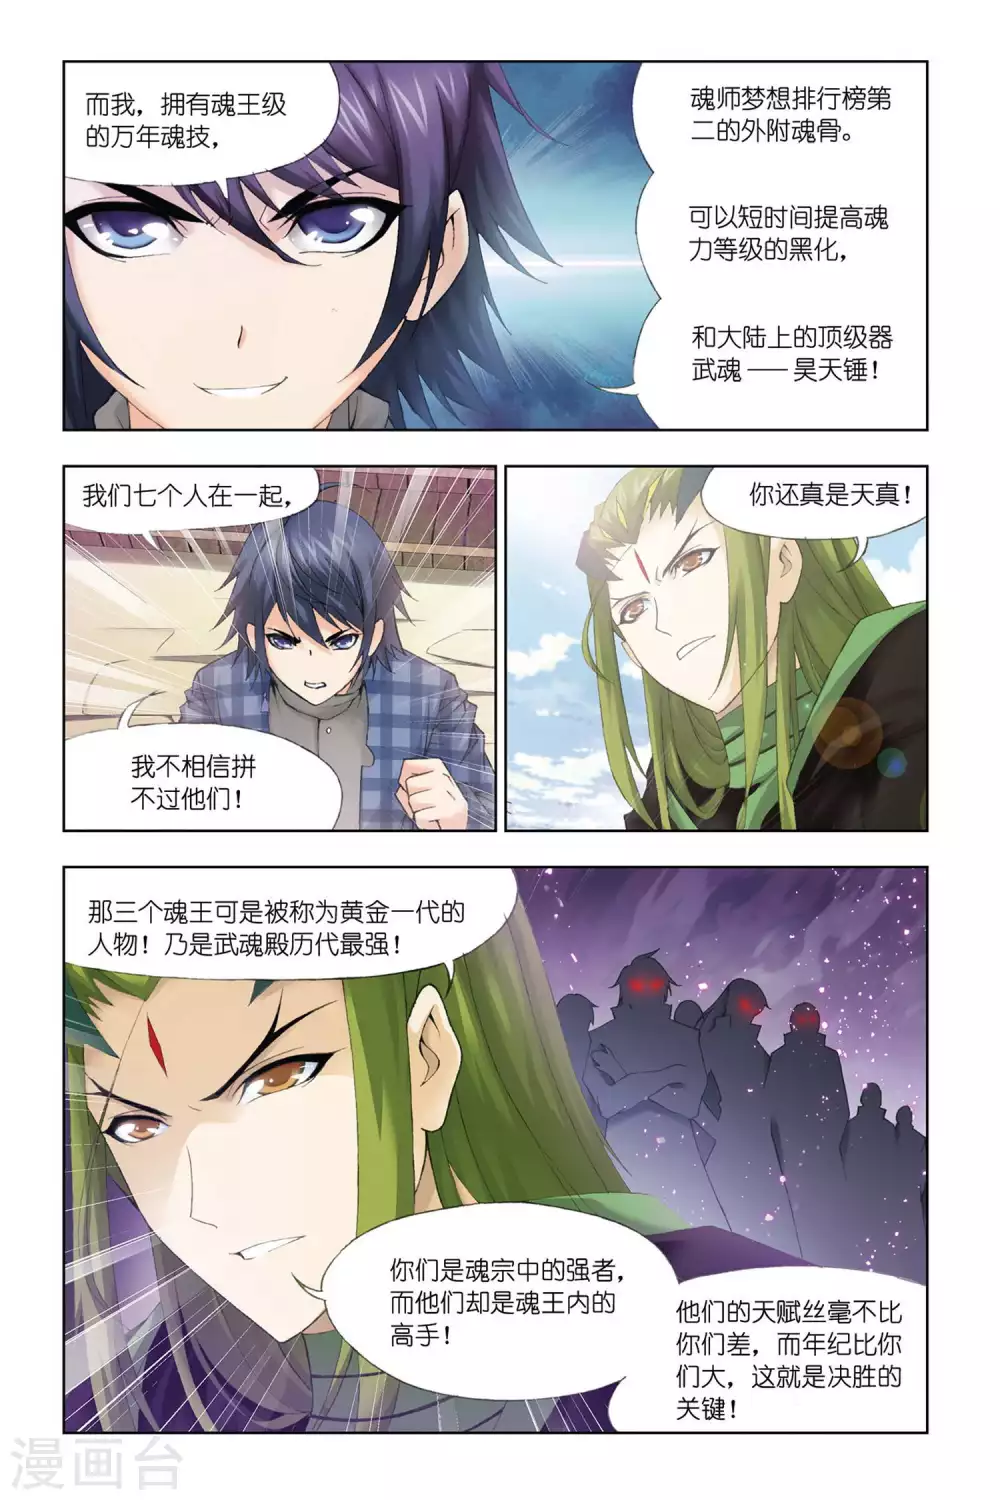 而我，拥有魂王级
的万年魂技，
魂师梦想排行榜第
二的外附魂骨。
可以短时间提高魂
力等级的黑化，
和大陆上的顶级器
武魂——昊天锤！
我们七个人在一起，
我不相信拼
不过他们！
你还真是天真！
那三个魂王可是被称为黄金一代的
人物！乃是武魂殿历代最强！
你们是魂宗中的强者，
而他们却是魂王内的
高手！
他们的天赋丝毫不比
你们差，而年纪比你
们大，这就是决胜的
关键！
漫画台